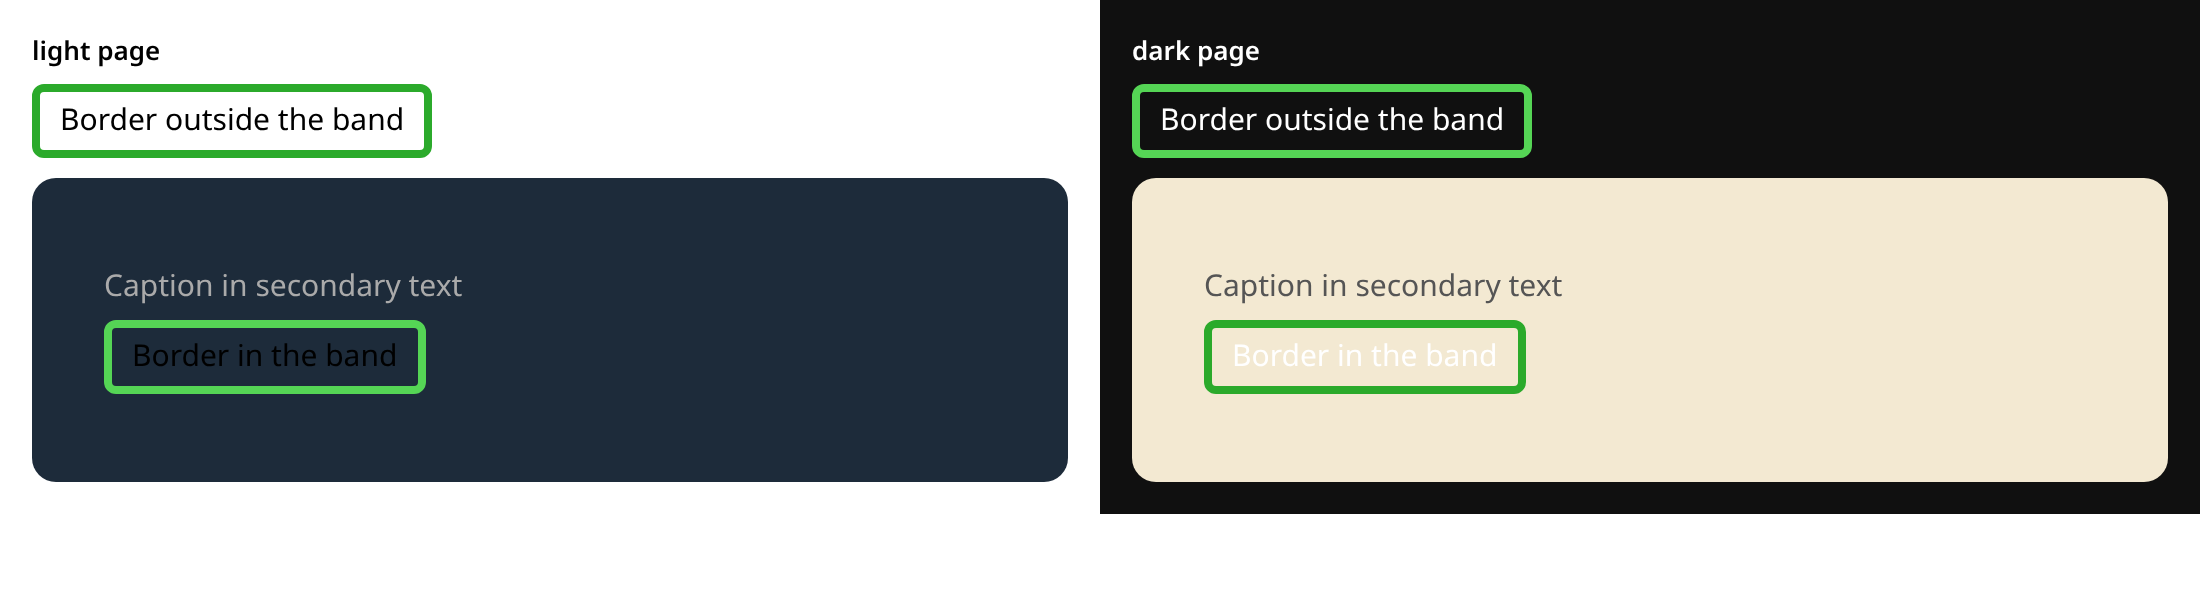 light page
Border outside the band
Caption in secondary text
Border in the band
dark page
Border outside the band
Caption in secondary text
Border in the band